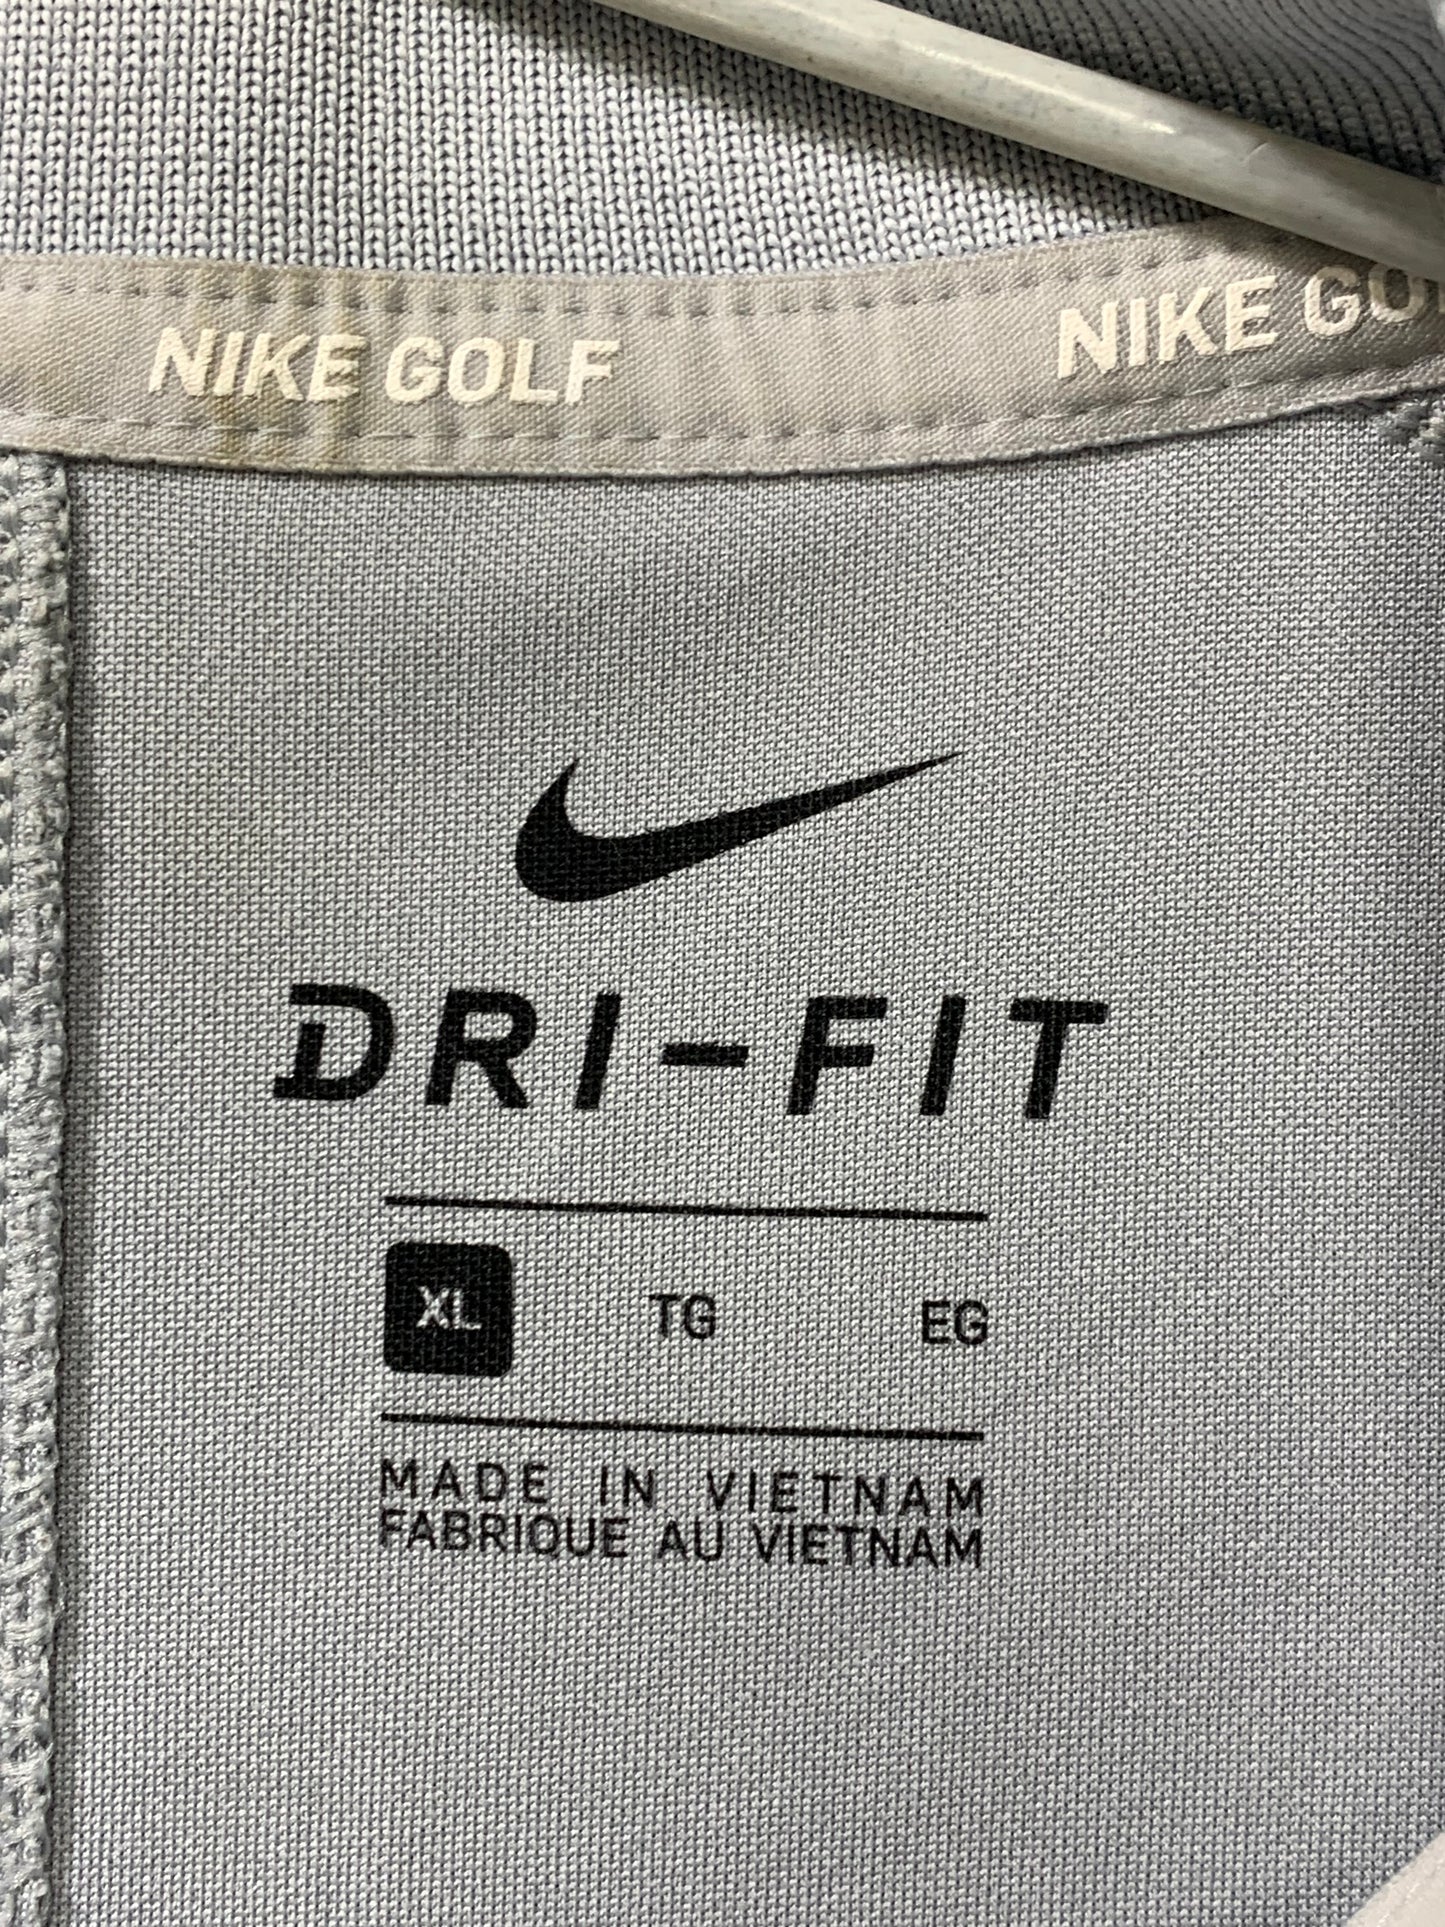 NIKE GOLF NIKE GO
DRI-FIT
XL TG EG
MADE IN VIETNAM
FABRIQUE AU VIETNAM